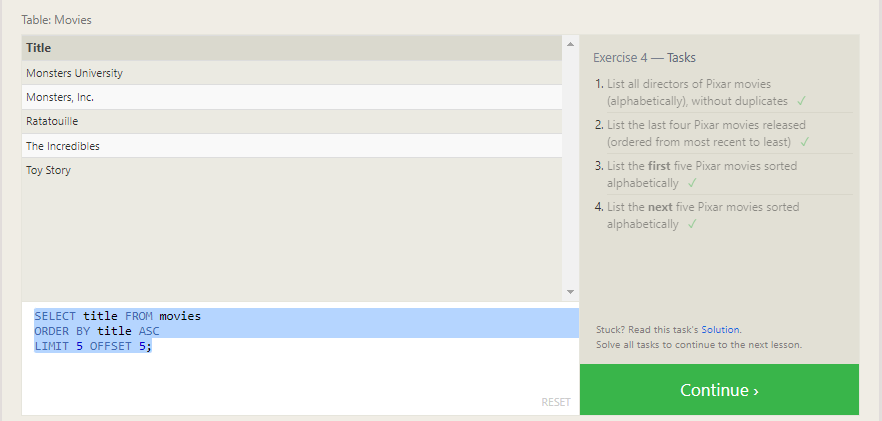 Table: Movies
Title
Monsters University
Monsters, Inc.
Ratatouille
The Incredibles
Toy Story
SELECT title FROM movies
ORDER BY title ASC
LIMIT 5 OFFSET 5;
RESET
Exercise 4 — Tasks
1. List all directors of Pixar movies
(alphabetically), without duplicates ✓
2. List the last four Pixar movies released
(ordered from most recent to least) ✓
3. List the first five Pixar movies sorted
alphabetically ✓
4. List the next five Pixar movies sorted
alphabetically ✓
Stuck? Read this task's Solution.
Solve all tasks to continue to the next lesson.
Continue ›